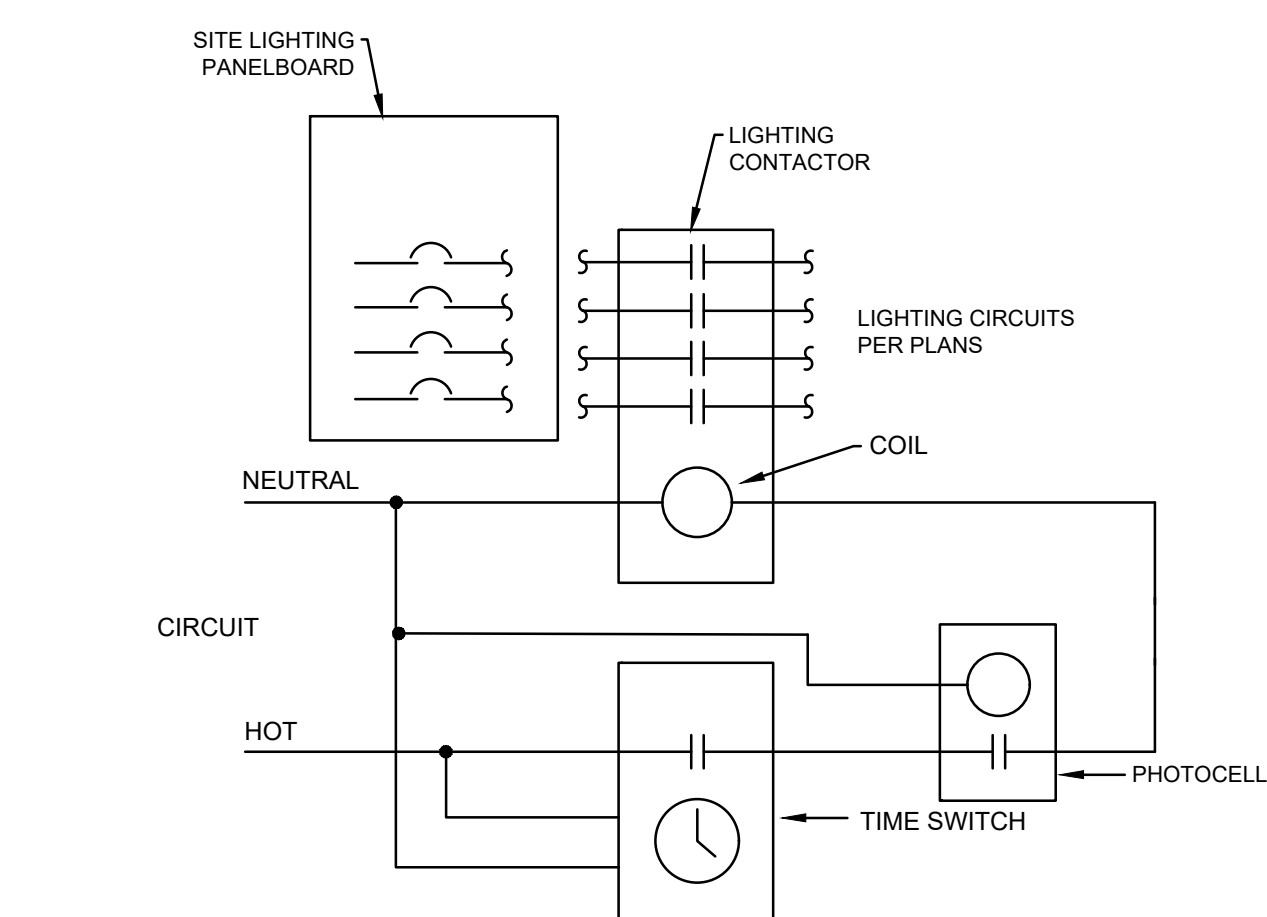 SITE LIGHTING
PANELBOARD
LIGHTING
CONTACTOR
LIGHTING CIRCUITS
PER PLANS
COIL
NEUTRAL
CIRCUIT
HOT
PHOTOCELL
TIME SWITCH